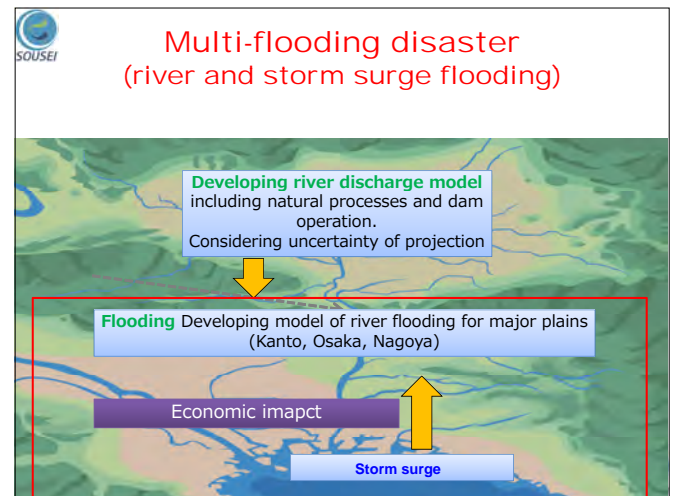 SOUSEI
Multi-flooding disaster
(river and storm surge flooding)
Developing river discharge model
including natural processes and dam
operation.
Considering uncertainty of projection
Flooding Developing model of river flooding for major plains
(Kanto, Osaka, Nagoya)
Economic imapct
Storm surge